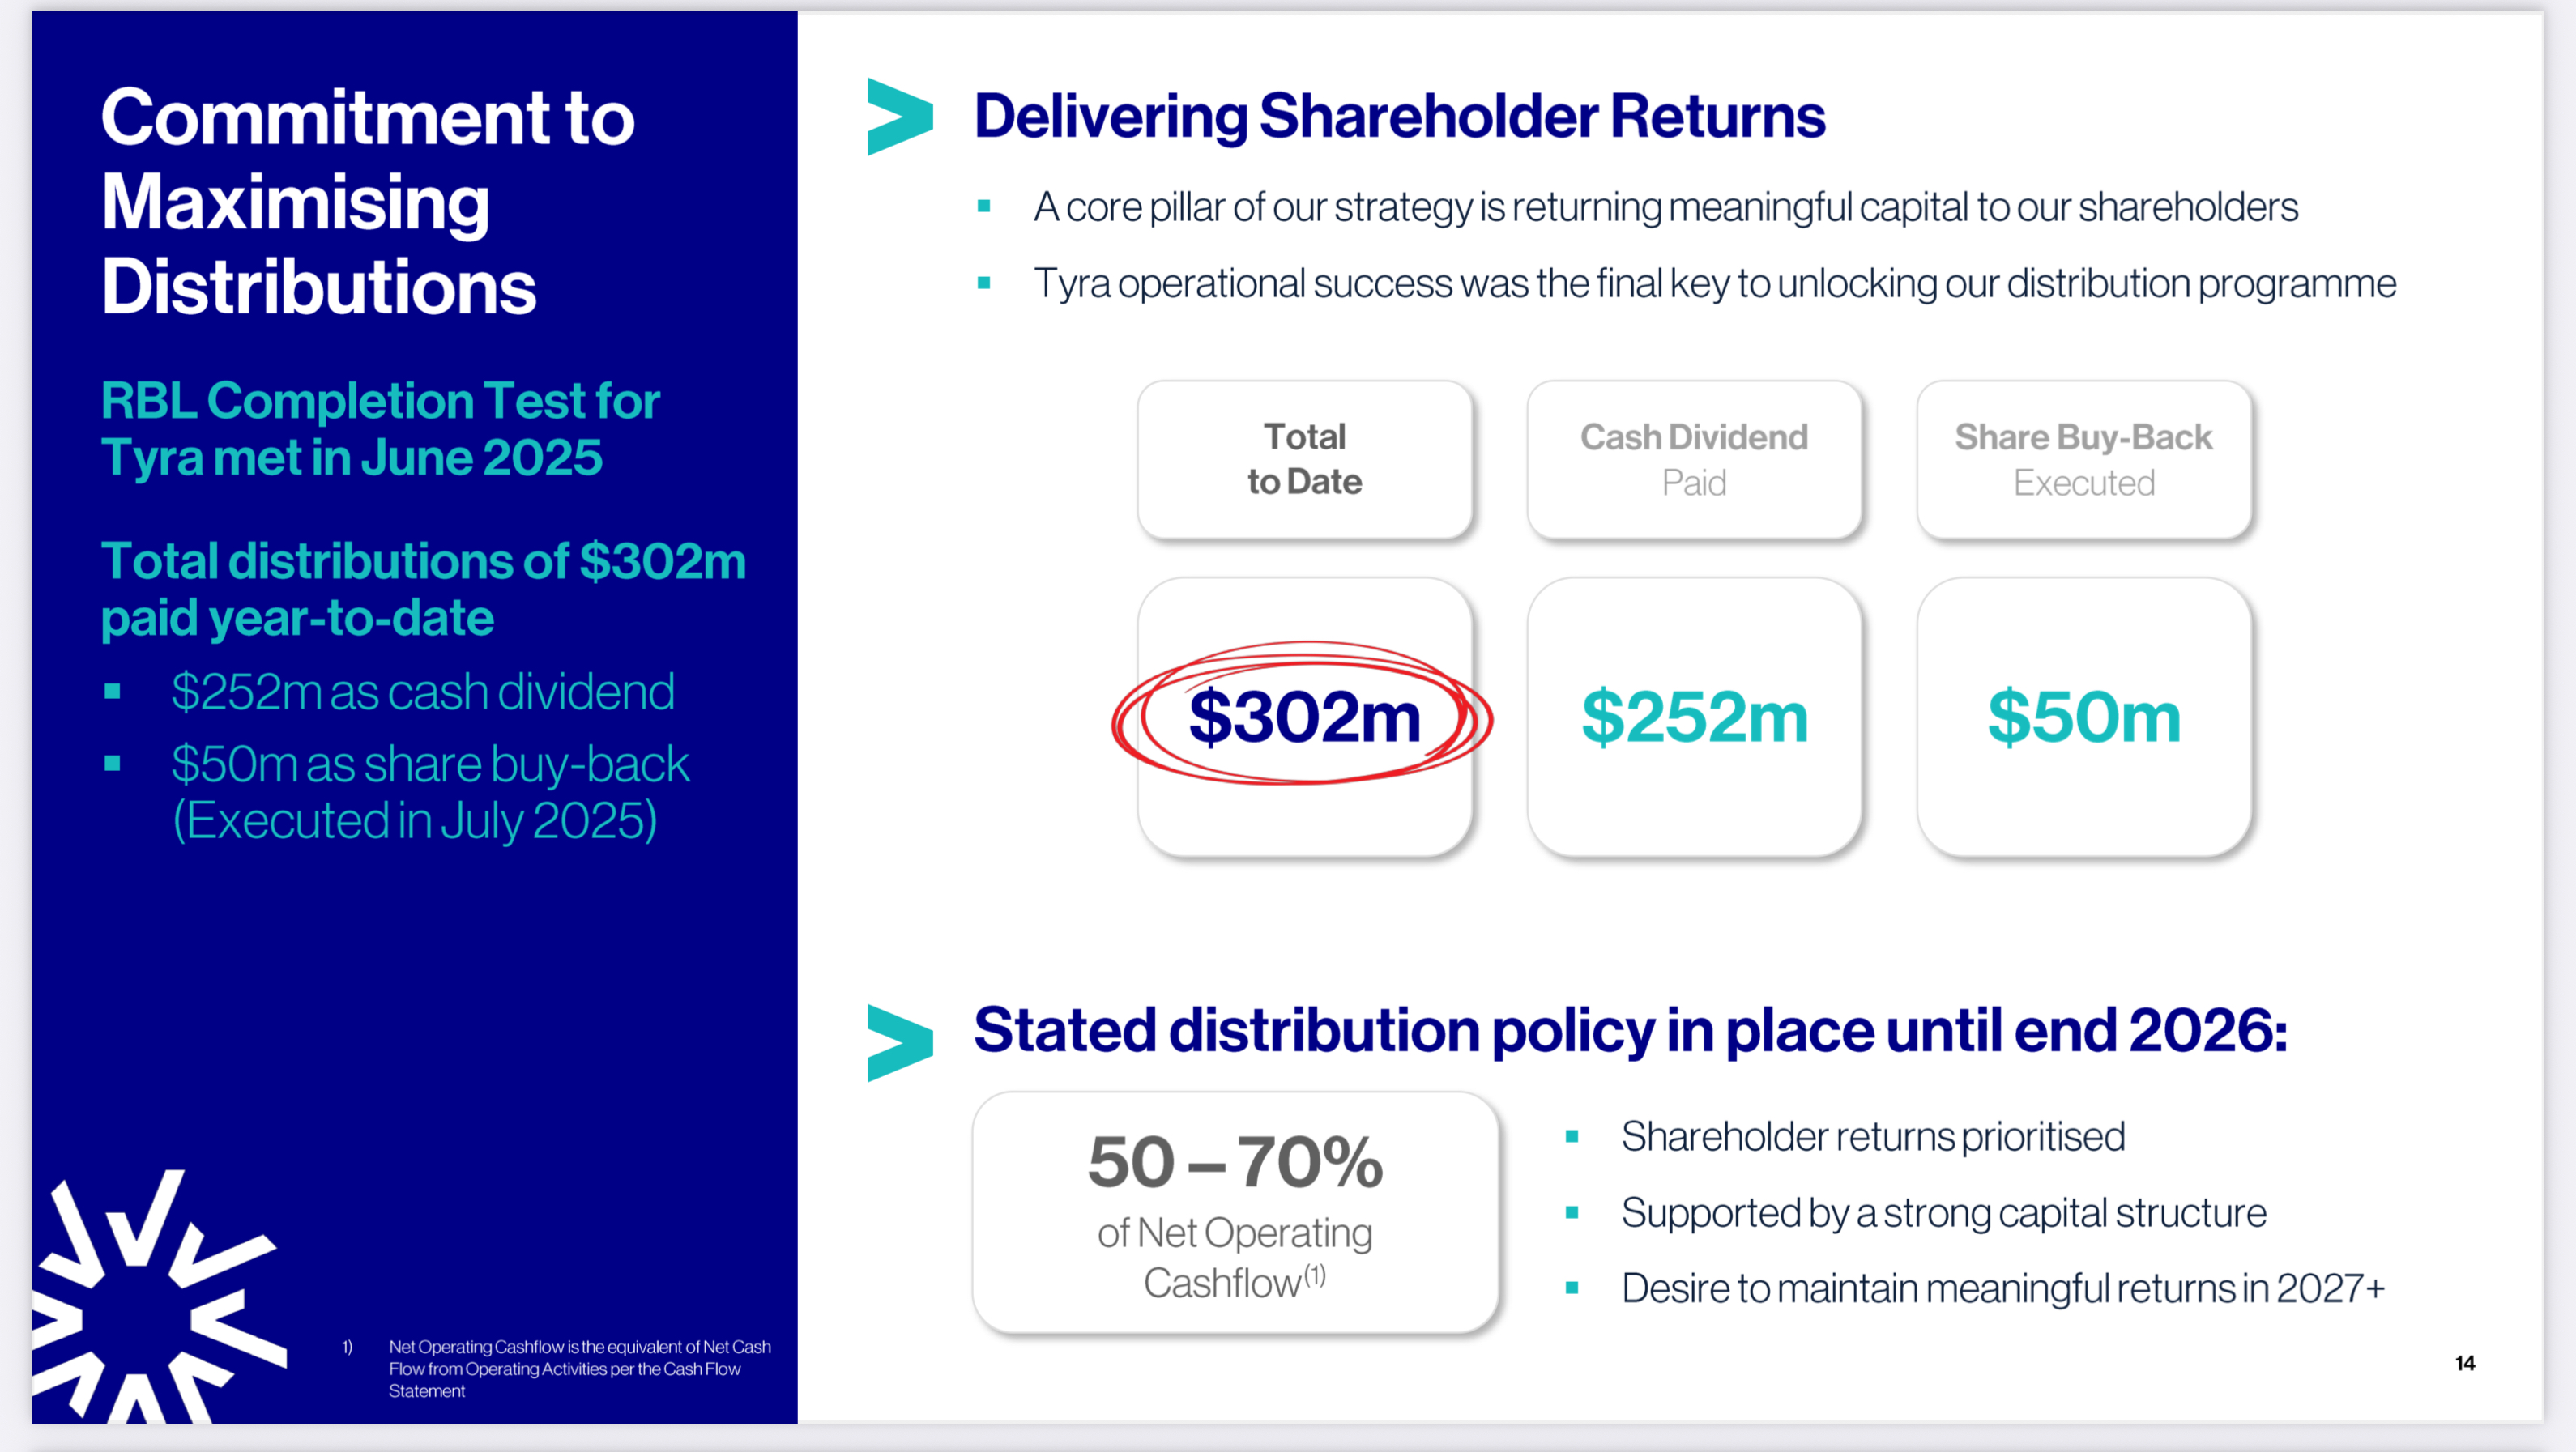 Commitment to
Maximising
Distributions
RBL Completion Test for
Tyra met in June 2025
Total distributions of $302m
paid year-to-date
▪ $252m as cash dividend
▪ $50m as share buy-back
(Executed in July 2025)
1) Net Operating Cashflow is the equivalent of Net Cash
Flow from Operating Activities per the Cash Flow
Statement
Delivering Shareholder Returns
▪ A core pillar of our strategy is returning meaningful capital to our shareholders
▪ Tyra operational success was the final key to unlocking our distribution programme
Total
to Date
Cash Dividend
Paid
Share Buy-Back
Executed
$302m
$252m
$50m
Stated distribution policy in place until end 2026:
50 – 70%
of Net Operating
Cashflow(1)
▪ Shareholder returns prioritised
▪ Supported by a strong capital structure
▪ Desire to maintain meaningful returns in 2027+
14